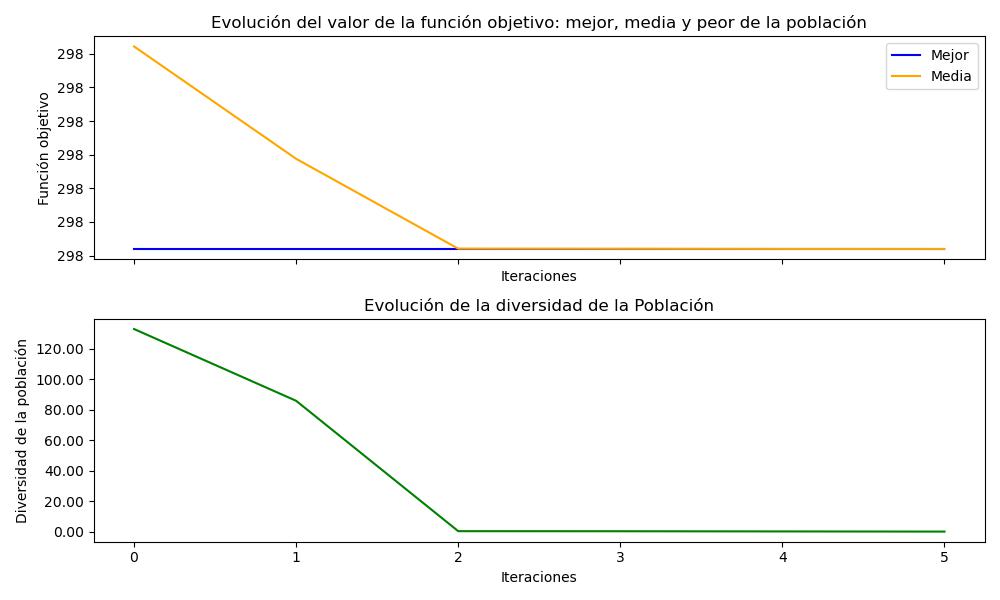 Evolución del valor de la función objetivo: mejor, media y peor de la población
298
298
298
298
298
298
298
Función objetivo
Mejor
Media
Iteraciones
Evolución de la diversidad de la Población
120.00
100.00
80.00
60.00
40.00
20.00
0.00
Diversidad de la población
0 1 2 3 4 5
Iteraciones